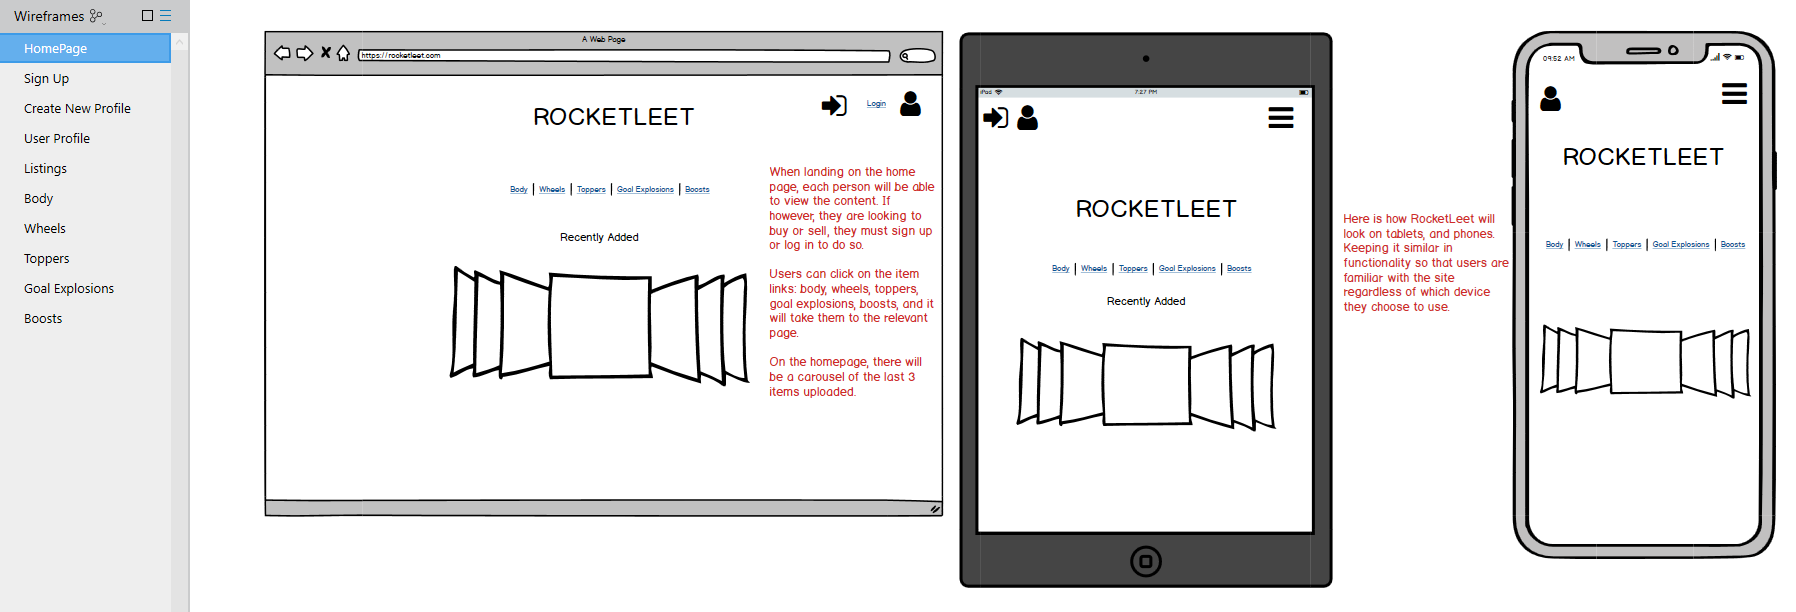 Wireframes
HomePage
Sign Up
Create New Profile
User Profile
Listings
Body
Wheels
Toppers
Goal Explosions
Boosts
A Web Page
https://rocketleet.com
Login
ROCKETLEET
Body | Wheels | Toppers | Goal Explosions | Boosts
Recently Added
When landing on the home
page, each person will be able
to view the content. If
however, they are looking to
buy or sell, they must sign up
or log in to do so.
Users can click on the item
links: body, wheels, toppers,
goal explosions, boosts, and it
will take them to the relevant
page.
On the homepage, there will
be a carousel of the last 3
items uploaded.
iPad
7:27 PM
ROCKETLEET
Body | Wheels | Toppers | Goal Explosions | Boosts
Recently Added
Here is how RocketLeet will
look on tablets, and phones.
Keeping it similar in
functionality so that users are
familiar with the site
regardless of which device
they choose to use.
09:52 AM
ROCKETLEET
Body | Wheels | Toppers | Goal Explosions | Boosts